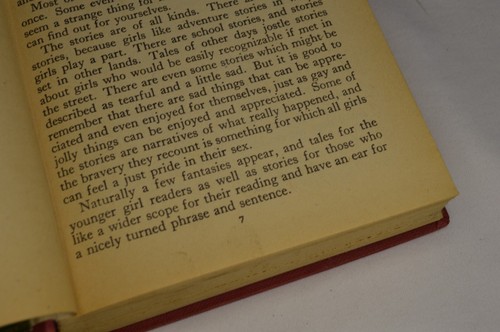 Most o
once. Some even
seem a strange thing for
can find out for yourselves.
The stories are of all kinds. There a
stories, because girls like adventure stories in w
girls play a part. There are school stories, and stories
set in other lands. Tales of other days jostle stories
about girls who would be easily recognizable if met in
the street. There are even some stories which might be
described as tearful and a little sad. But it is good to
remember that there are sad things that can be appre-
ciated and even enjoyed for themselves, just as gay and
jolly things can be enjoyed and appreciated. Some of
the stories are narratives of what really happened, and
the bravery they recount is something for which all girls
can feel a just pride in their sex.
Naturally a few fantasies appear, and tales for the
younger girl readers as well as stories for those who
like a wider scope for their reading and have an ear for
a nicely turned phrase and sentence.
7